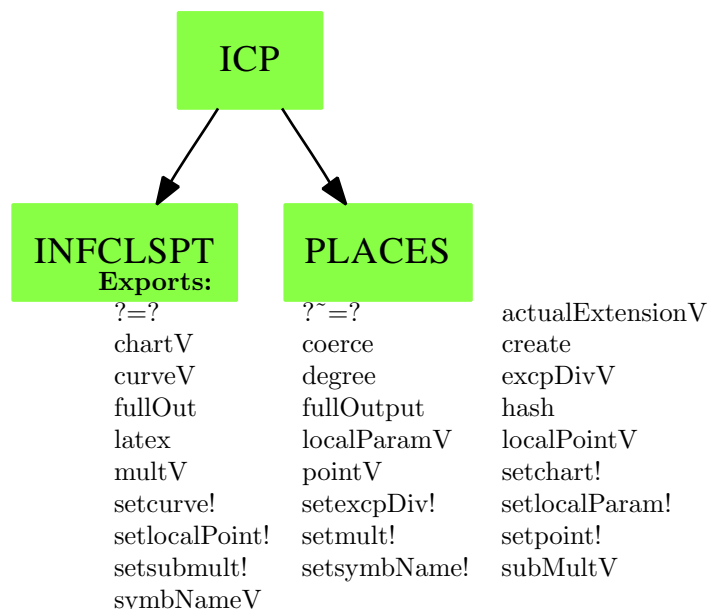 ICP
INFCLSPT PLACES
Exports:
?=? ?˜=? actualExtensionV
chartV coerce create
curveV degree excpDivV
fullOut fullOutput hash
latex localParamV localPointV
multV pointV setchart!
setcurve! setexcpDiv! setlocalParam!
setlocalPoint! setmult! setpoint!
setsubmult! setsymbName! subMultV
symbNameV